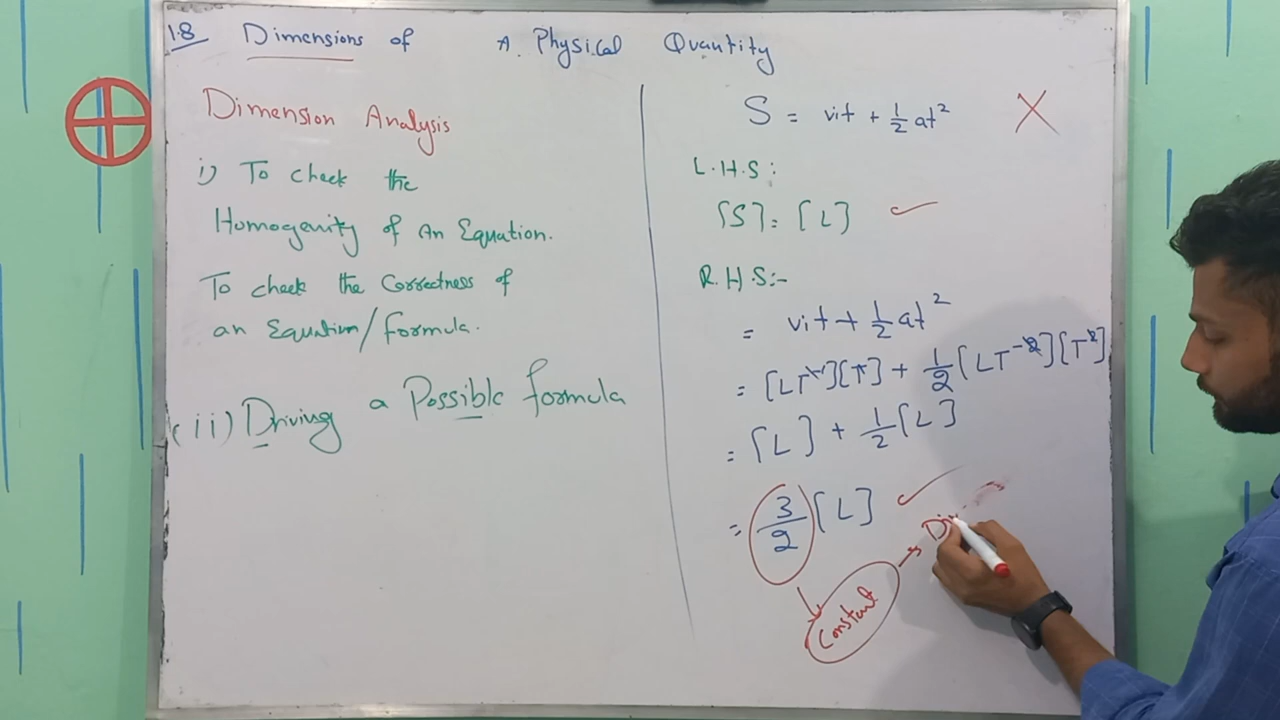 1.8 Dimensions of A. Physical Quantity
Dimension Analysis
i) To check the
Homogenity of An Equation.
To check the Correctness of
an Equation/formula.
(ii) Driving a Possible formula
S = vit + 1/2 at² X
L.H.S:
[S] = [L] ✓
R.H.S:-
= vit + 1/2 at²
= [LT⁻¹][T] + 1/2 [LT⁻²][T²]
= [L] + 1/2 [L]
= 3/2 [L] ✓
Constant →